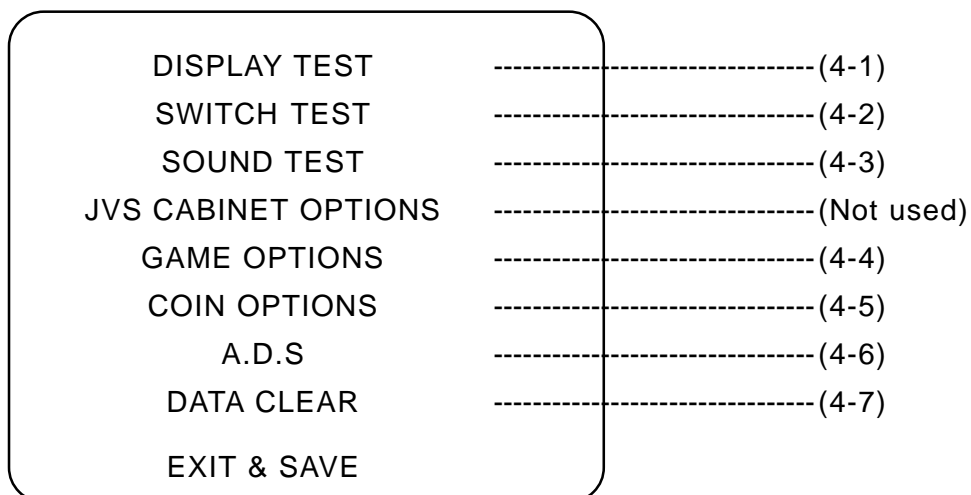 DISPLAY TEST ---------------------------------(4-1)
SWITCH TEST ---------------------------------(4-2)
SOUND TEST ---------------------------------(4-3)
JVS CABINET OPTIONS ---------------------------------(Not used)
GAME OPTIONS ---------------------------------(4-4)
COIN OPTIONS ---------------------------------(4-5)
A.D.S ---------------------------------(4-6)
DATA CLEAR ---------------------------------(4-7)
EXIT & SAVE